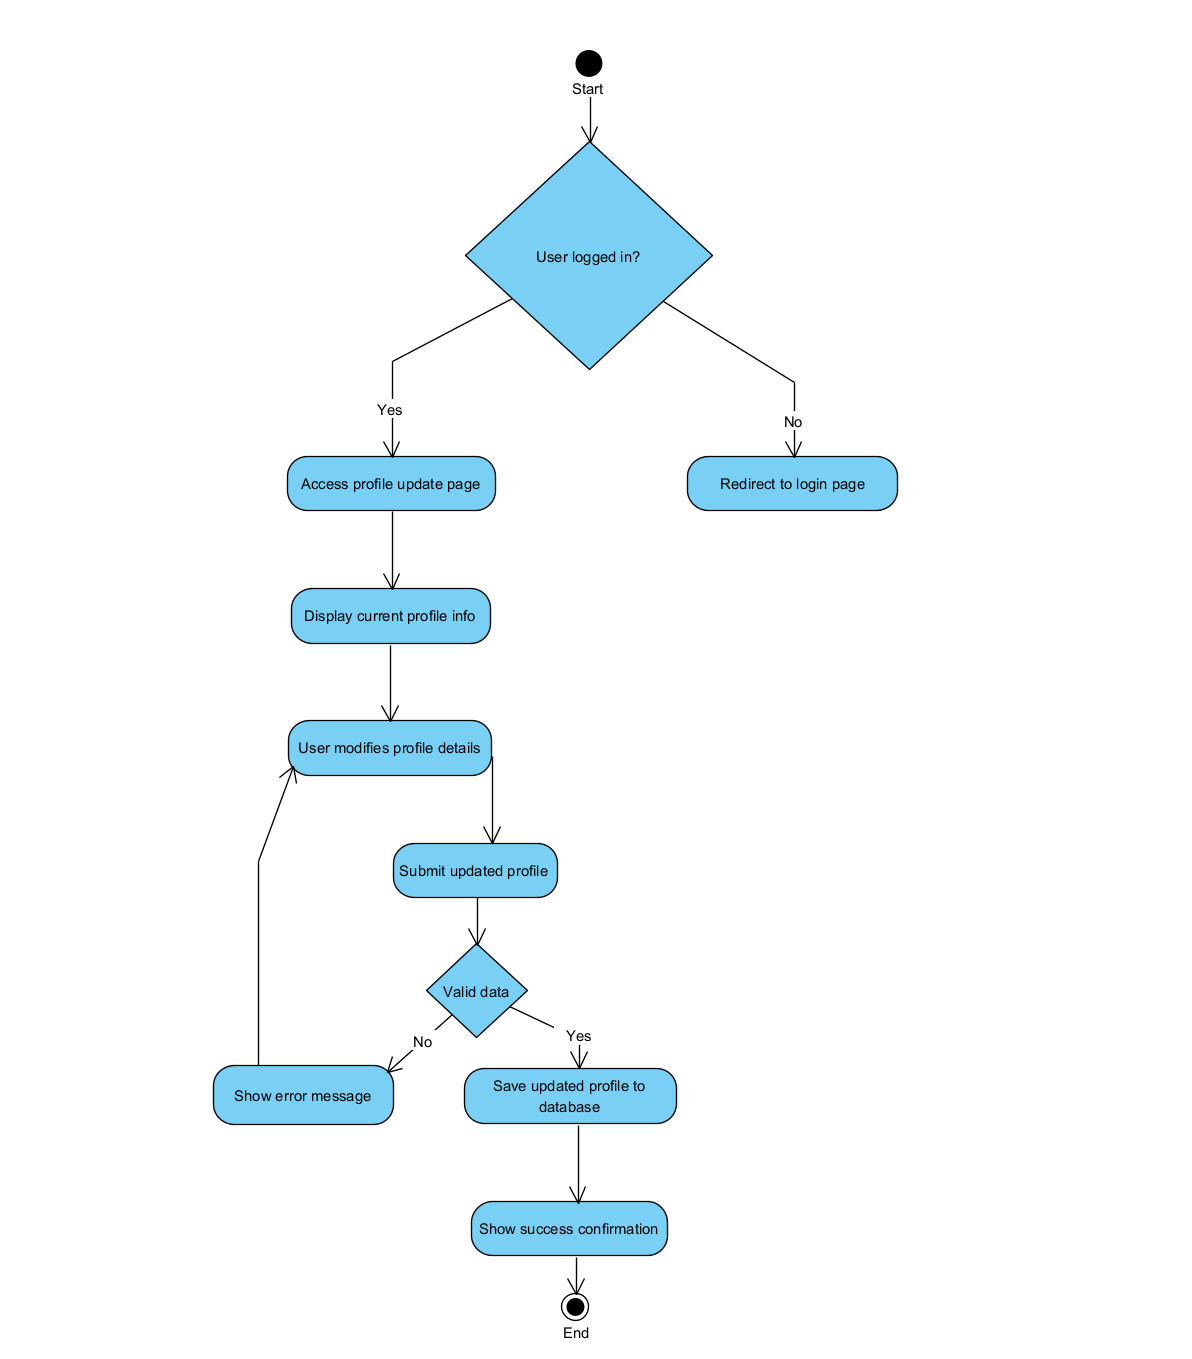 Start
User logged in?
Yes
No
Access profile update page
Redirect to login page
Display current profile info
User modifies profile details
Submit updated profile
Valid data
No
Yes
Show error message
Save updated profile to
database
Show success confirmation
End